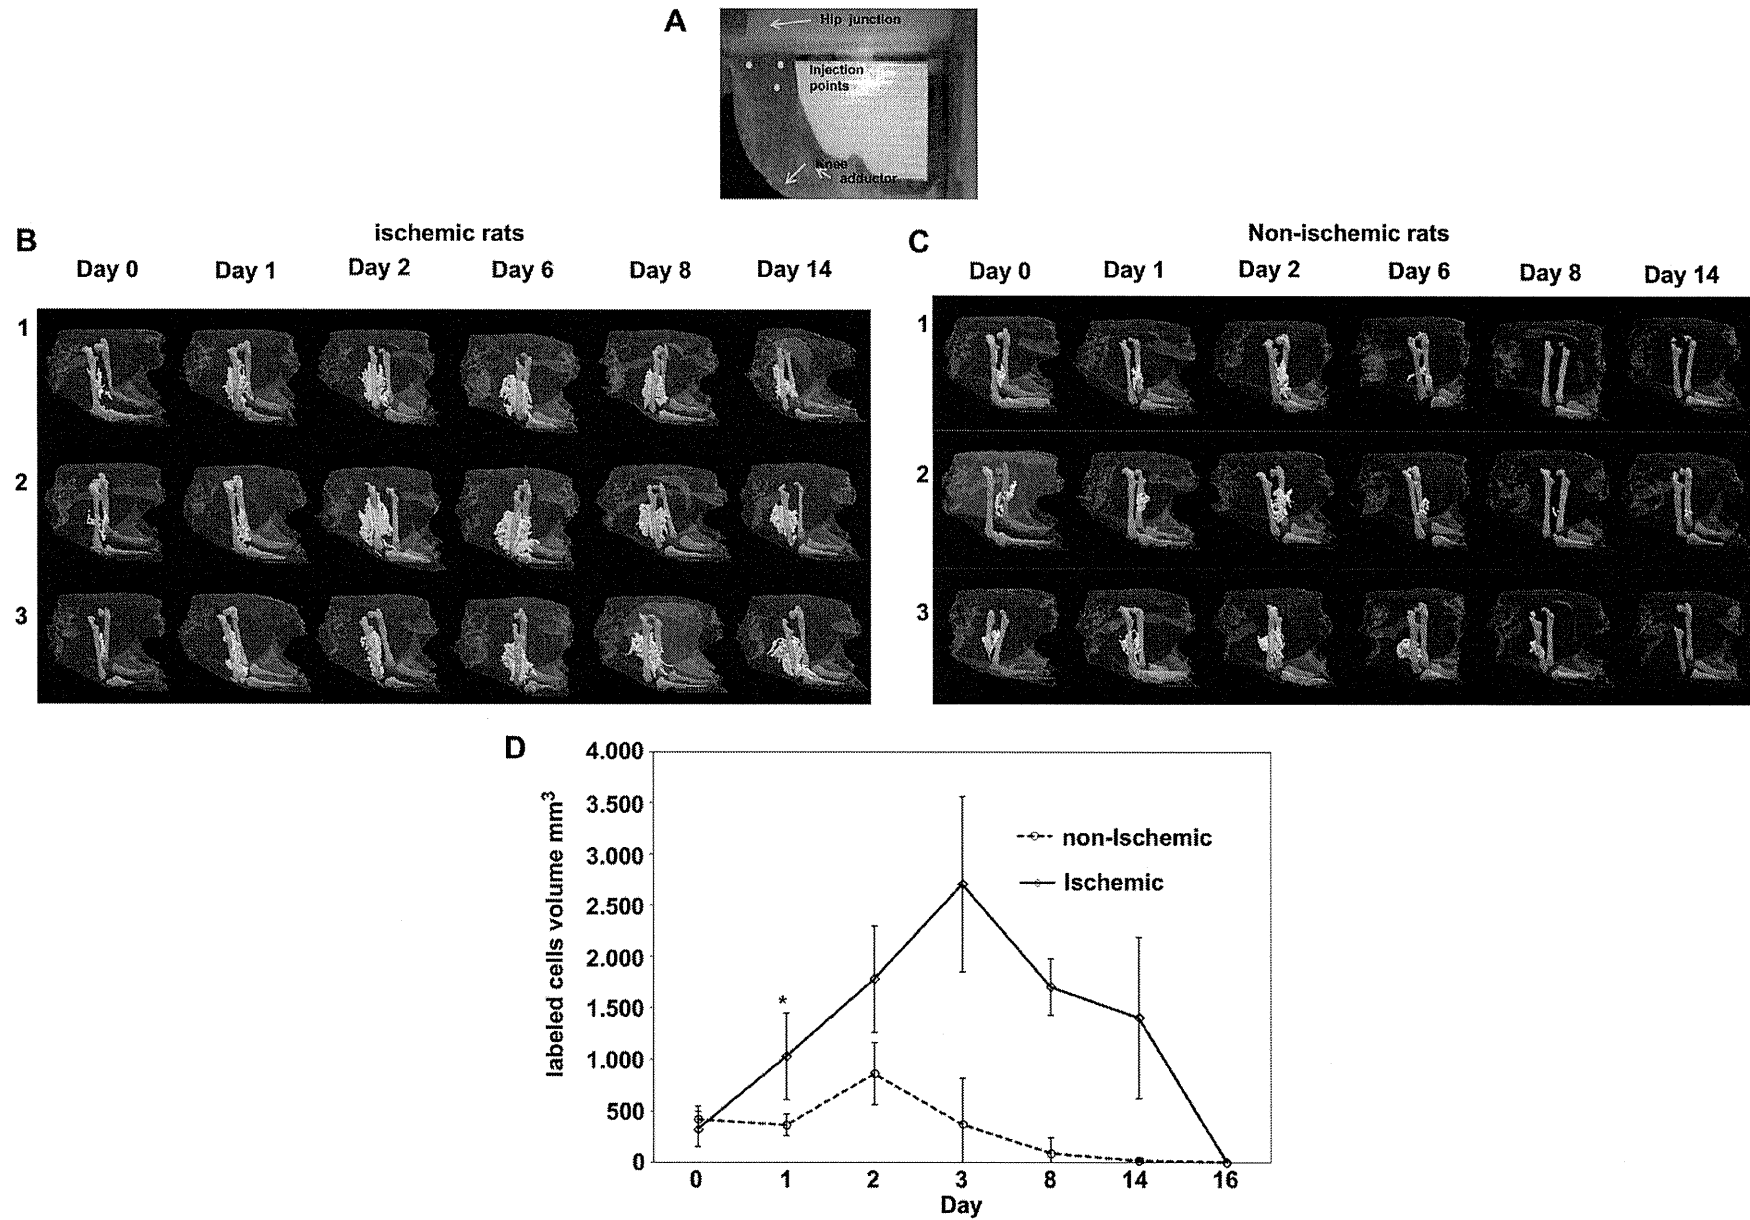 A
Hip junction
Injection
points
Knee
adductor
B
ischemic rats
Day 0 Day 1 Day 2 Day 6 Day 8 Day 14
1
2
3
C
Non-ischemic rats
Day 0 Day 1 Day 2 Day 6 Day 8 Day 14
1
2
3
D
labeled cells volume mm³
4.000
3.500
3.000
2.500
2.000
1.500
1.000
500
0
*
non-Ischemic
Ischemic
0 1 2 3 8 14 16
Day